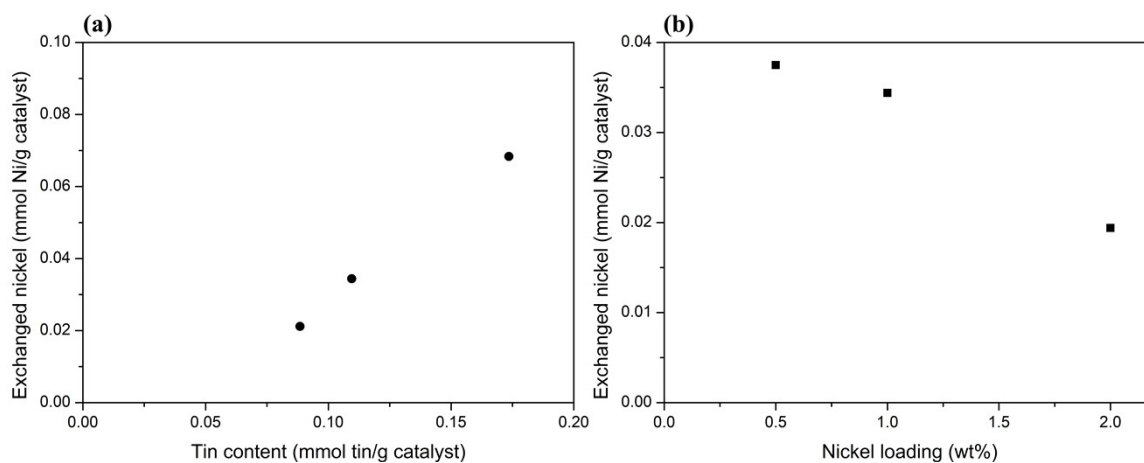 (a)
0.10
0.08
0.06
0.04
0.02
0.00
0.00 0.05 0.10 0.15 0.20
Exchanged nickel (mmol Ni/g catalyst)
Tin content (mmol tin/g catalyst)
(b)
0.04
0.03
0.02
0.01
0.00
0.0 0.5 1.0 1.5 2.0
Exchanged nickel (mmol Ni/g catalyst)
Nickel loading (wt%)